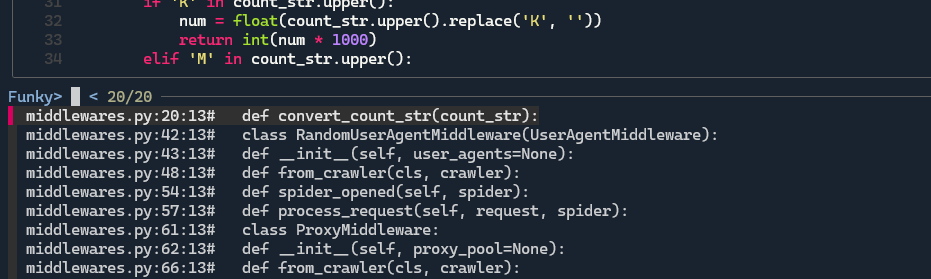 31 if 'K' in count_str.upper():
32 num = float(count_str.upper().replace('K', ''))
33 return int(num * 1000)
34 elif 'M' in count_str.upper():
Funky> < 20/20
middlewares.py:20:13# def convert_count_str(count_str):
middlewares.py:42:13# class RandomUserAgentMiddleware(UserAgentMiddleware):
middlewares.py:43:13# def __init__(self, user_agents=None):
middlewares.py:48:13# def from_crawler(cls, crawler):
middlewares.py:54:13# def spider_opened(self, spider):
middlewares.py:57:13# def process_request(self, request, spider):
middlewares.py:61:13# class ProxyMiddleware:
middlewares.py:62:13# def __init__(self, proxy_pool=None):
middlewares.py:66:13# def from_crawler(cls, crawler):